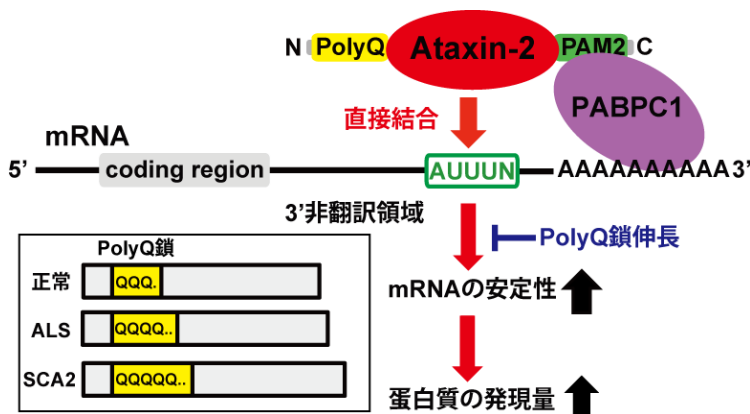 N PolyQ Ataxin-2 PAM2 C
PABPC1
直接結合
mRNA
5’ coding region AUUUN AAAAAAAAAA 3’
3’非翻訳領域
PolyQ鎖伸長
mRNAの安定性
蛋白質の発現量
PolyQ鎖
正常 QQQ.
ALS QQQQ..
SCA2 QQQQQ..